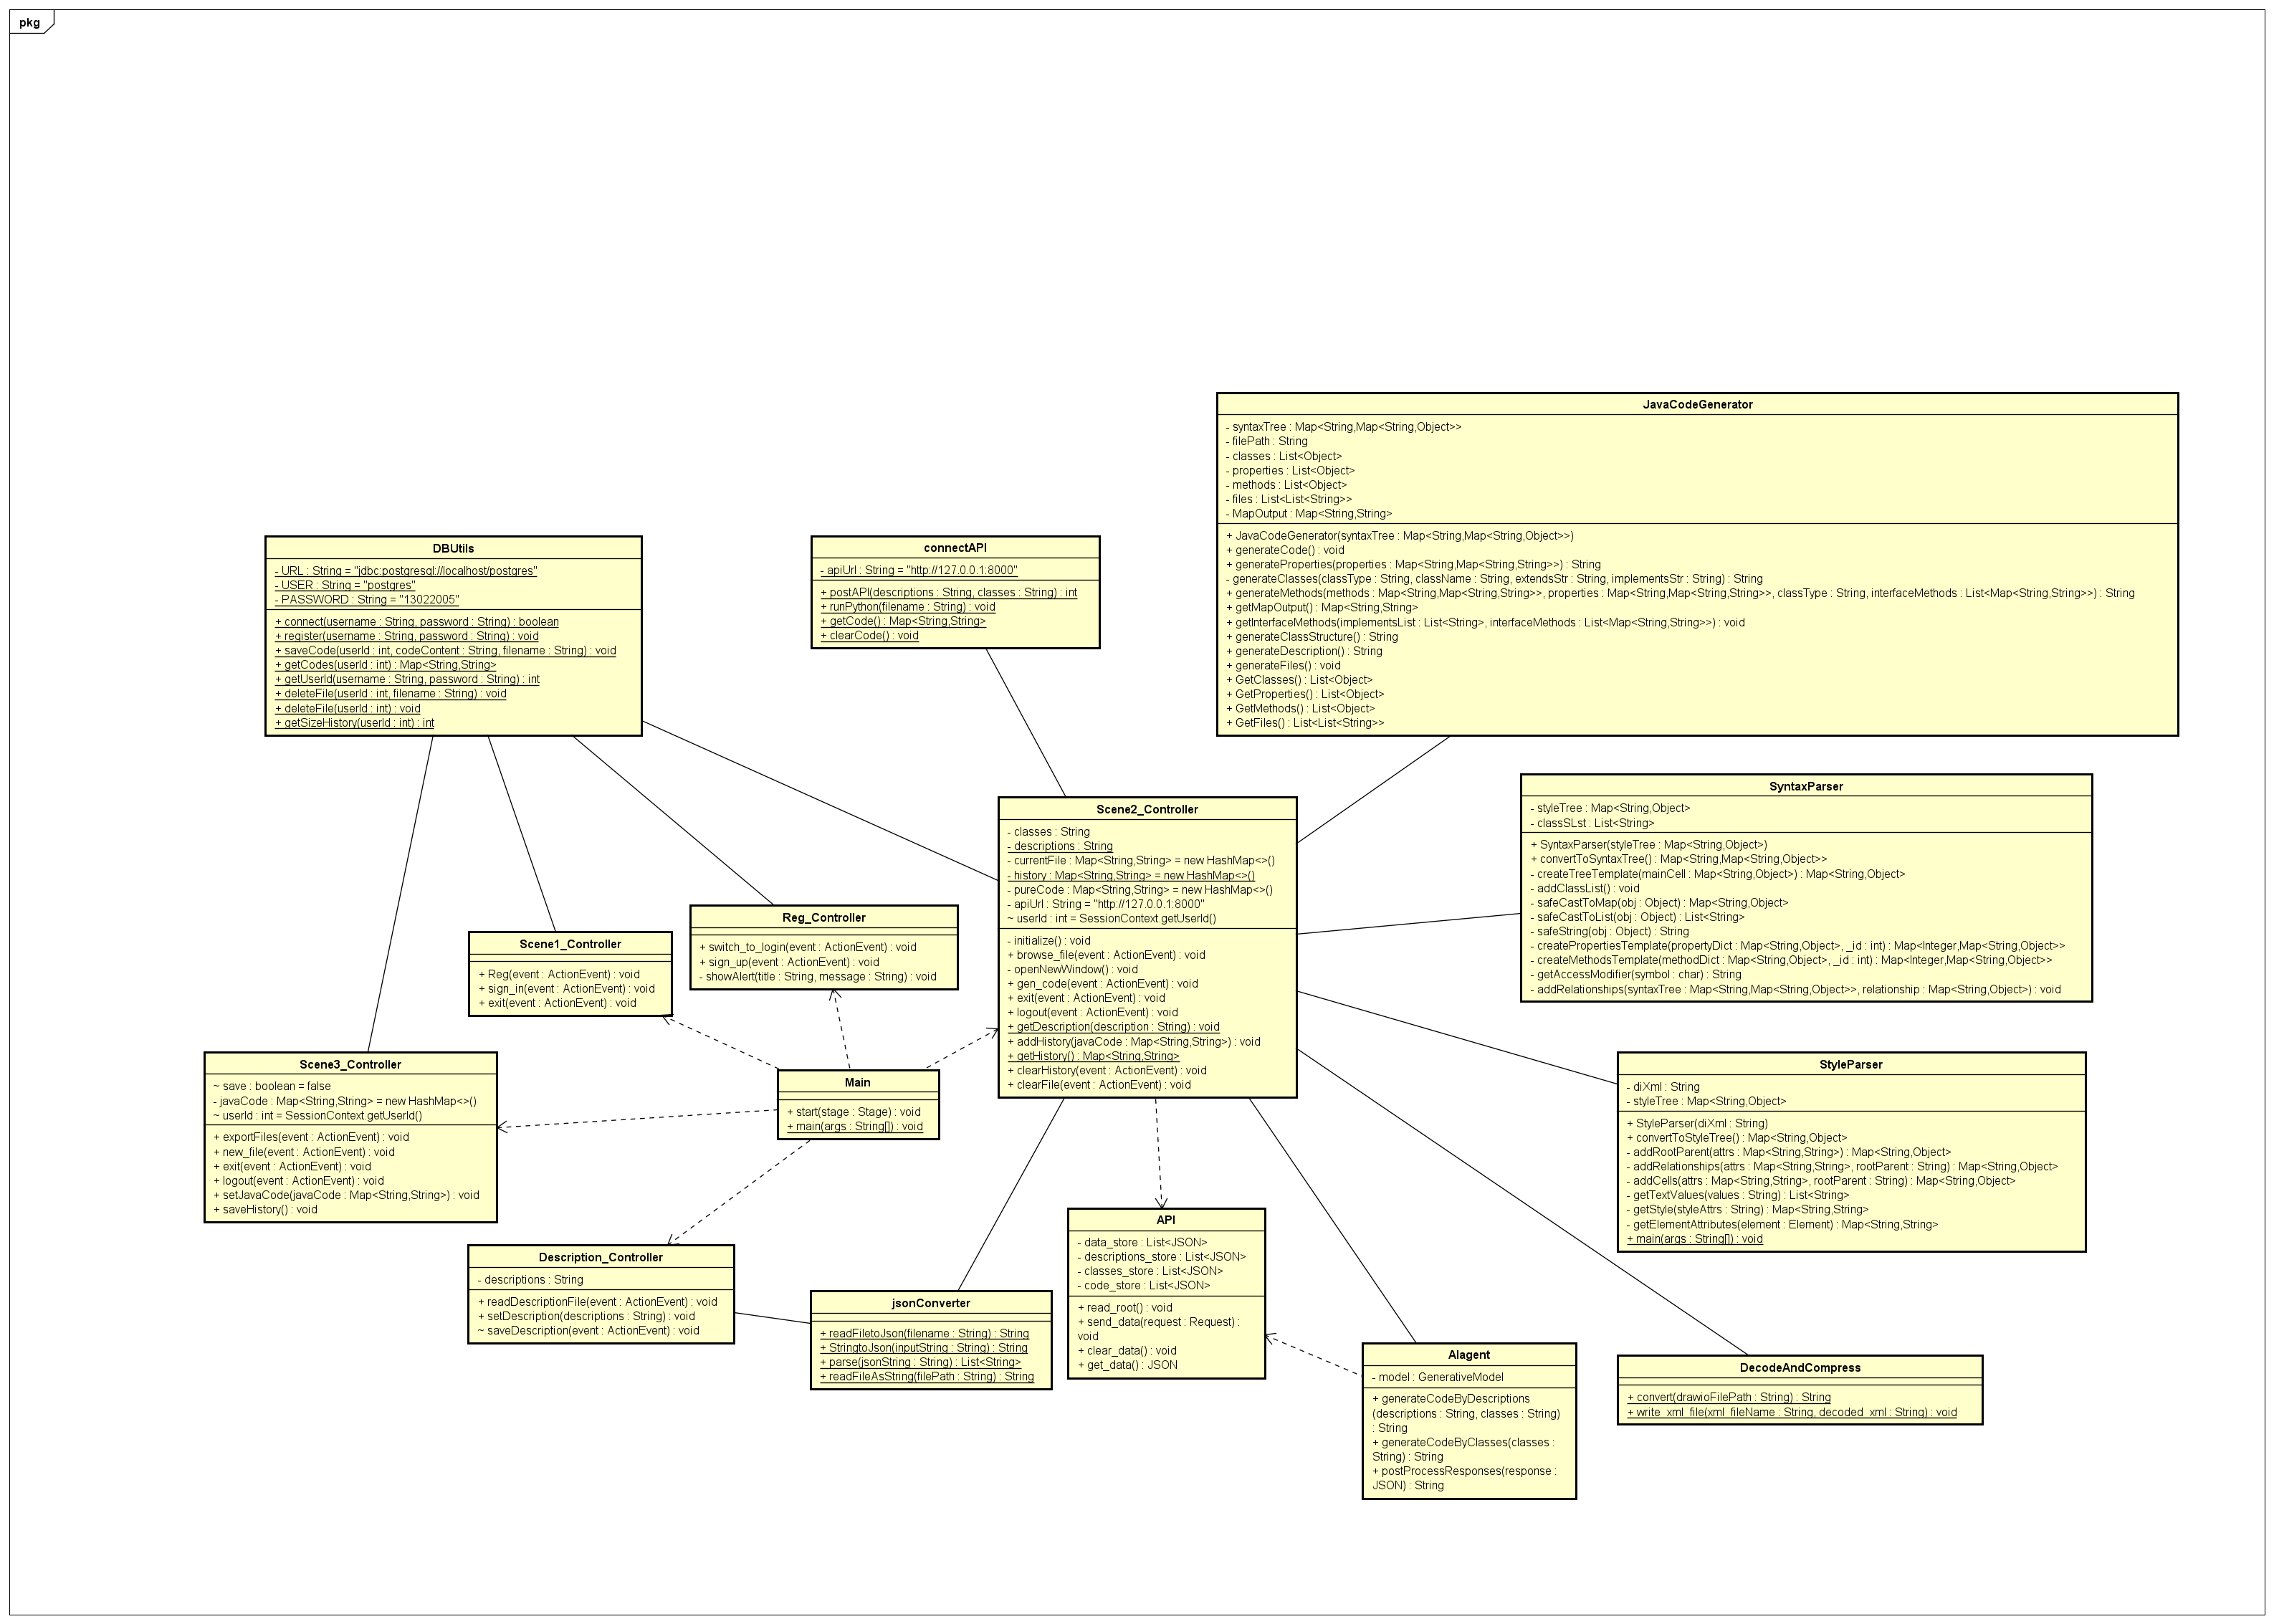 pkg
JavaCodeGenerator
- syntaxTree : Map<String,Map<String,Object>>
- filePath : String
- classes : List<Object>
- properties : List<Object>
- methods : List<Object>
- files : List<List<String>>
- MapOutput : Map<String,String>
+ JavaCodeGenerator(syntaxTree : Map<String,Map<String,Object>>)
+ generateCode() : void
+ generateProperties(properties : Map<String,Map<String,String>>) : String
- generateClasses(classType : String, className : String, extendsStr : String, implementsStr : String) : String
+ generateMethods(methods : Map<String,Map<String,String>>, properties : Map<String,Map<String,String>>, classType : String, interfaceMethods : List<Map<String,String>>) : String
+ getMapOutput() : Map<String,String>
+ getInterfaceMethods(implementsList : List<String>, interfaceMethods : List<Map<String,String>>) : void
+ generateClassStructure() : String
+ generateDescription() : String
+ generateFiles() : void
+ GetClasses() : List<Object>
+ GetProperties() : List<Object>
+ GetMethods() : List<Object>
+ GetFiles() : List<List<String>>
DBUtils
- URL : String = "jdbc:postgresql://localhost/postgres"
- USER : String = "postgres"
- PASSWORD : String = "13022005"
+ connect(username : String, password : String) : boolean
+ register(username : String, password : String) : void
+ saveCode(userId : int, codeContent : String, filename : String) : void
+ getCodes(userId : int) : Map<String,String>
+ getUserId(username : String, password : String) : int
+ deleteFile(userId : int, filename : String) : void
+ deleteFile(userId : int) : void
+ getSizeHistory(userId : int) : int
connectAPI
- apiUrl : String = "http://127.0.0.1:8000"
+ postAPI(descriptions : String, classes : String) : int
+ runPython(filename : String) : void
+ getCode() : Map<String,String>
+ clearCode() : void
SyntaxParser
- styleTree : Map<String,Object>
- classSLst : List<String>
+ SyntaxParser(styleTree : Map<String,Object>)
+ convertToSyntaxTree() : Map<String,Map<String,Object>>
- createTreeTemplate(mainCell : Map<String,Object>) : Map<String,Object>
- addClassList() : void
- safeCastToMap(obj : Object) : Map<String,Object>
- safeCastToList(obj : Object) : List<String>
- safeString(obj : Object) : String
- createPropertiesTemplate(propertyDict : Map<String,Object>, _id : int) : Map<Integer,Map<String,Object>>
- createMethodsTemplate(methodDict : Map<String,Object>, _id : int) : Map<Integer,Map<String,Object>>
- getAccessModifier(symbol : char) : String
- addRelationships(syntaxTree : Map<String,Map<String,Object>>, relationship : Map<String,Object>) : void
Scene2_Controller
- classes : String
- descriptions : String
- currentFile : Map<String,String> = new HashMap<>()
- history : Map<String,String> = new HashMap<>()
- pureCode : Map<String,String> = new HashMap<>()
- apiUrl : String = "http://127.0.0.1:8000"
~ userId : int = SessionContext.getUserId()
- initialize() : void
+ browse_file(event : ActionEvent) : void
- openNewWindow() : void
+ gen_code(event : ActionEvent) : void
+ exit(event : ActionEvent) : void
+ logout(event : ActionEvent) : void
+ getDescription(description : String) : void
+ addHistory(javaCode : Map<String,String>) : void
+ getHistory() : Map<String,String>
+ clearHistory(event : ActionEvent) : void
+ clearFile(event : ActionEvent) : void
Reg_Controller
+ switch_to_login(event : ActionEvent) : void
+ sign_up(event : ActionEvent) : void
- showAlert(title : String, message : String) : void
Scene1_Controller
+ Reg(event : ActionEvent) : void
+ sign_in(event : ActionEvent) : void
+ exit(event : ActionEvent) : void
Scene3_Controller
~ save : boolean = false
- javaCode : Map<String,String> = new HashMap<>()
~ userId : int = SessionContext.getUserId()
+ exportFiles(event : ActionEvent) : void
+ new_file(event : ActionEvent) : void
+ exit(event : ActionEvent) : void
+ logout(event : ActionEvent) : void
+ setJavaCode(javaCode : Map<String,String>) : void
+ saveHistory() : void
Main
+ start(stage : Stage) : void
+ main(args : String[]) : void
StyleParser
- diXml : String
- styleTree : Map<String,Object>
+ StyleParser(diXml : String)
+ convertToStyleTree() : Map<String,Object>
- addRootParent(attrs : Map<String,String>) : Map<String,Object>
- addRelationships(attrs : Map<String,String>, rootParent : String) : Map<String,Object>
- addCells(attrs : Map<String,String>, rootParent : String) : Map<String,Object>
- getTextValues(values : String) : List<String>
- getStyle(styleAttrs : String) : Map<String,String>
- getElementAttributes(element : Element) : Map<String,String>
+ main(args : String[]) : void
Description_Controller
- descriptions : String
+ readDescriptionFile(event : ActionEvent) : void
+ setDescription(descriptions : String) : void
~ saveDescription(event : ActionEvent) : void
jsonConverter
+ readFiletoJson(filename : String) : String
+ StringtoJson(inputString : String) : String
+ parse(jsonString : String) : List<String>
+ readFileAsString(filePath : String) : String
API
- data_store : List<JSON>
- descriptions_store : List<JSON>
- classes_store : List<JSON>
- code_store : List<JSON>
+ read_root() : void
+ send_data(request : Request) :
void
+ clear_data() : void
+ get_data() : JSON
AIagent
- model : GenerativeModel
+ generateCodeByDescriptions
(descriptions : String, classes : String)
: String
+ generateCodeByClasses(classes :
String) : String
+ postProcessResponses(response :
JSON) : String
DecodeAndCompress
+ convert(drawioFilePath : String) : String
+ write_xml_file(xml_fileName : String, decoded_xml : String) : void